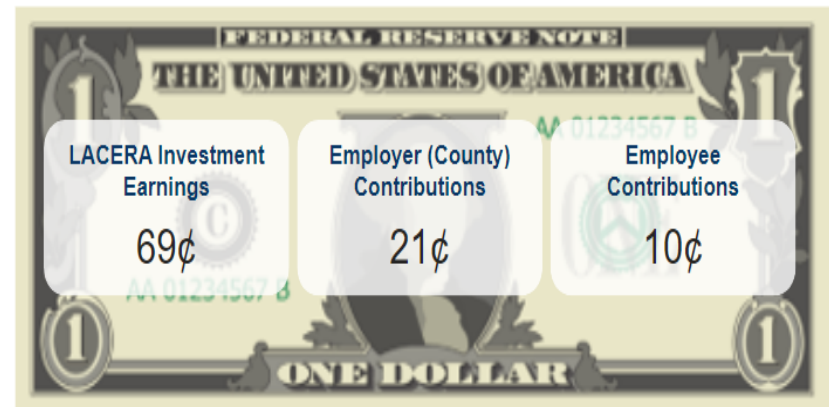 FEDERAL RESERVE NOTE
THE UNITED STATES OF AMERICA
1
1
AA 01234567 B
LACERA Investment
Earnings
69¢
Employer (County)
Contributions
21¢
Employee
Contributions
10¢
C
ONE
AA 01234567 B
1
1
ONE DOLLAR